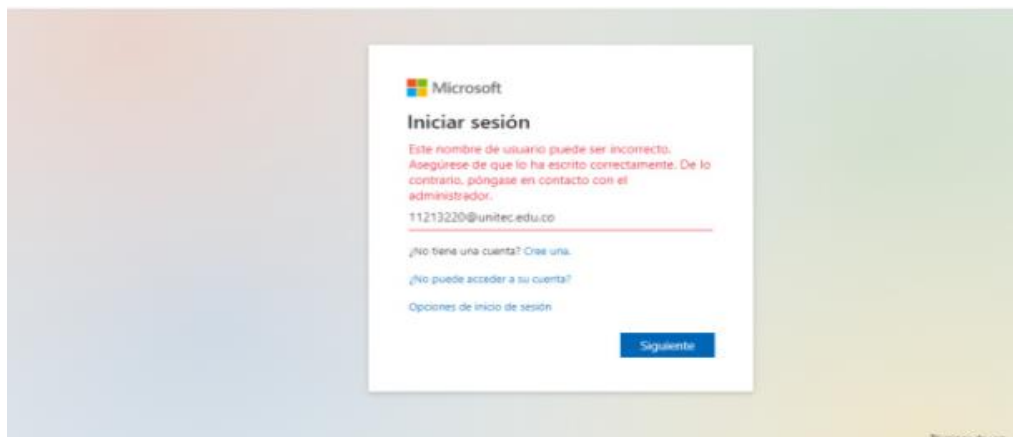 Microsoft
Iniciar sesión
Este nombre de usuario puede ser incorrecto.
Asegúrese de que lo ha escrito correctamente. De lo
contrario, póngase en contacto con el
administrador.
11213220@unitec.edu.co
¿No tiene una cuenta? Cree una.
¿No puede acceder a su cuenta?
Opciones de inicio de sesión
Siguiente